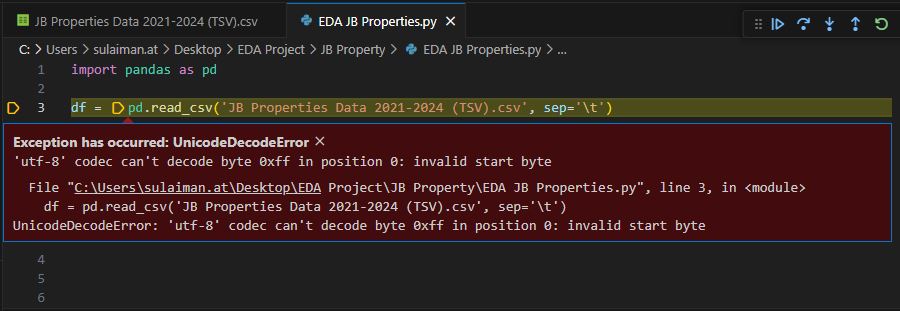 JB Properties Data 2021-2024 (TSV).csv
EDA JB Properties.py
C: > Users > sulaiman.at > Desktop > EDA Project > JB Property > EDA JB Properties.py > ...
1 import pandas as pd
2
3 df = pd.read_csv('JB Properties Data 2021-2024 (TSV).csv', sep='\t')
Exception has occurred: UnicodeDecodeError
'utf-8' codec can't decode byte 0xff in position 0: invalid start byte
File "C:\Users\sulaiman.at\Desktop\EDA Project\JB Property\EDA JB Properties.py", line 3, in <module>
df = pd.read_csv('JB Properties Data 2021-2024 (TSV).csv', sep='\t')
UnicodeDecodeError: 'utf-8' codec can't decode byte 0xff in position 0: invalid start byte
4
5
6